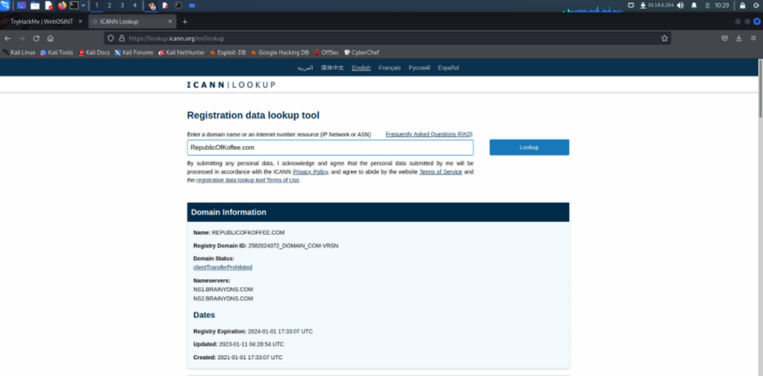 1 2 3 4
10:29
TryHackMe | WebOSINT
ICANN Lookup
https://lookup.icann.org/en/lookup
Kali Linux Kali Tools Kali Docs Kali Forums Kali NetHunter Exploit-DB Google Hacking DB OffSec CyberChef
العربية 简体中文 English Français Русский Español
ICANN | LOOKUP
Registration data lookup tool
Enter a domain name or an Internet number resource (IP Network or ASN) Frequently Asked Questions (FAQ)
RepublicOfKoffee.com
Lookup
By submitting any personal data, I acknowledge and agree that the personal data submitted by me will be
processed in accordance with the ICANN Privacy Policy, and agree to abide by the website Terms of Service and
the registration data lookup tool Terms of Use.
Domain Information
Name: REPUBLICOFKOFFEE.COM
Registry Domain ID: 2582024072_DOMAIN_COM-VRSN
Domain Status:
clientTransferProhibited
Nameservers:
NS1.BRAINYDNS.COM
NS2.BRAINYDNS.COM
Dates
Registry Expiration: 2024-01-01 17:33:07 UTC
Updated: 2023-01-11 04:28:54 UTC
Created: 2021-01-01 17:33:07 UTC